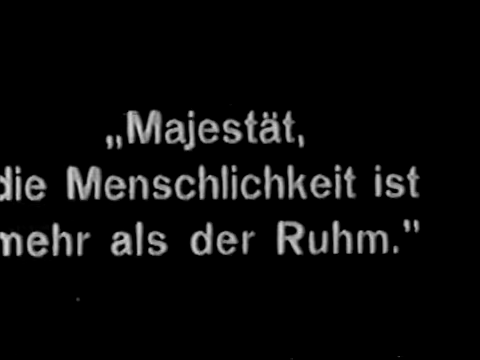 „Majestät,
die Menschlichkeit ist
mehr als der Ruhm.”